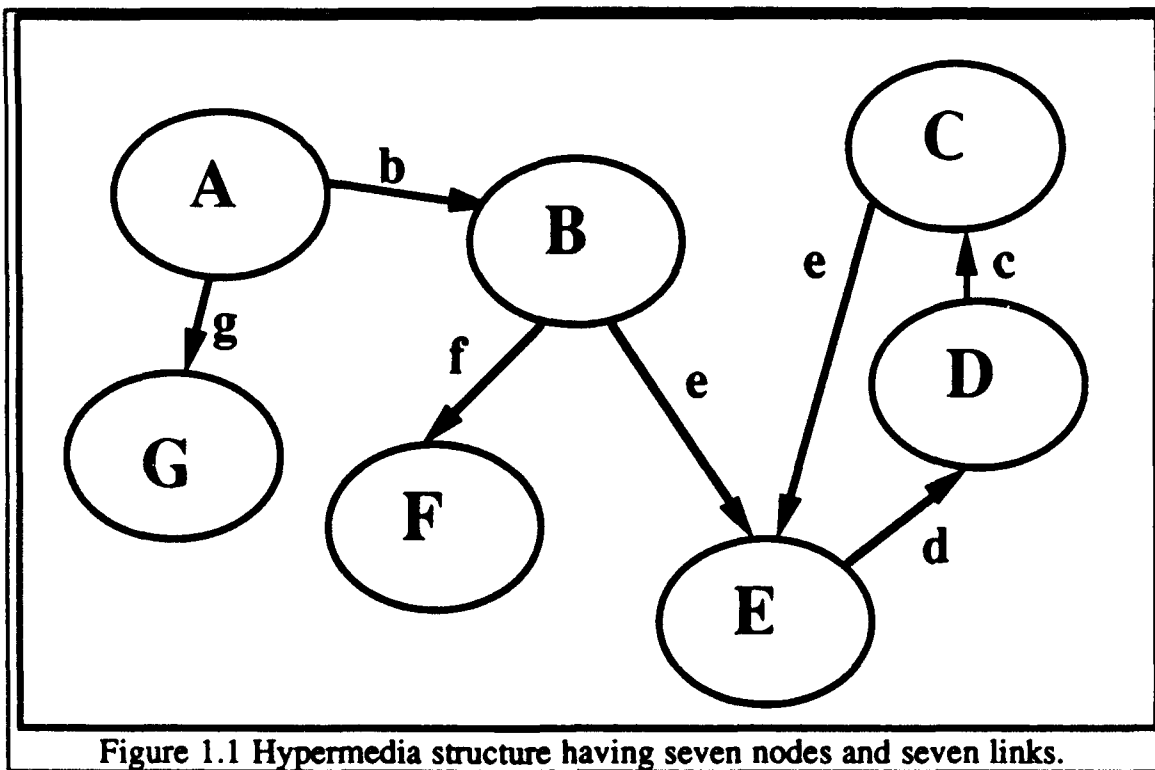 A
b
B
C
g
e
c
f
e
D
G
F
d
E
Figure 1.1 Hypermedia structure having seven nodes and seven links.